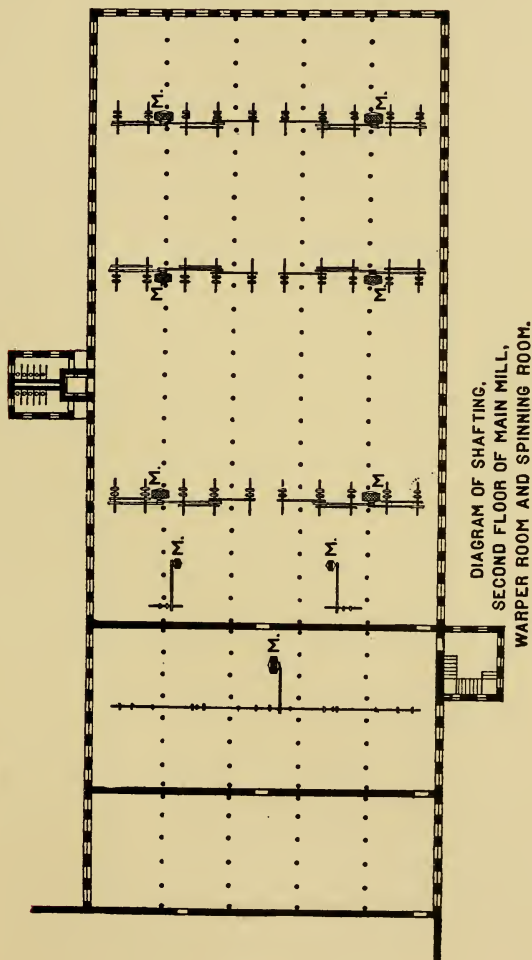 M.
M.
M.
M.
M.
M.
M.
M.
M.
DIAGRAM OF SHAFTING,
SECOND FLOOR OF MAIN MILL,
WARPER ROOM AND SPINNING ROOM.